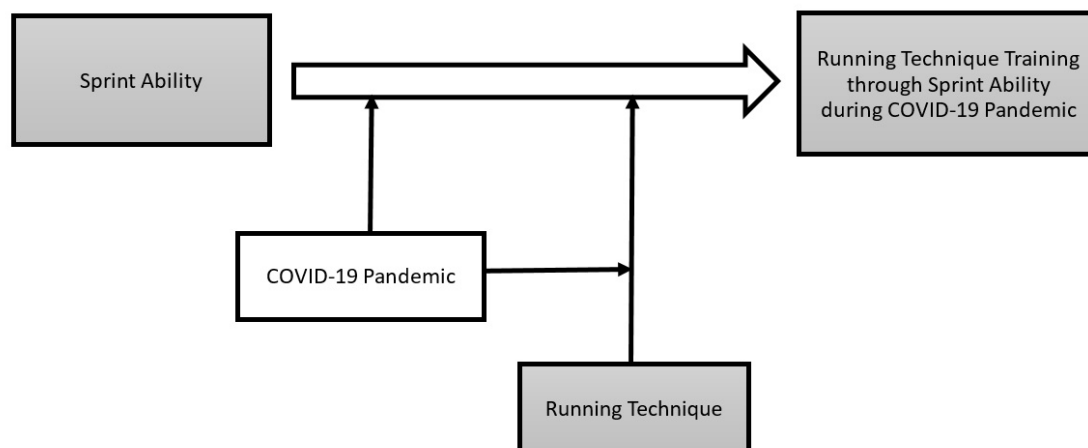 Sprint Ability
Running Technique Training
through Sprint Ability
during COVID-19 Pandemic
COVID-19 Pandemic
Running Technique